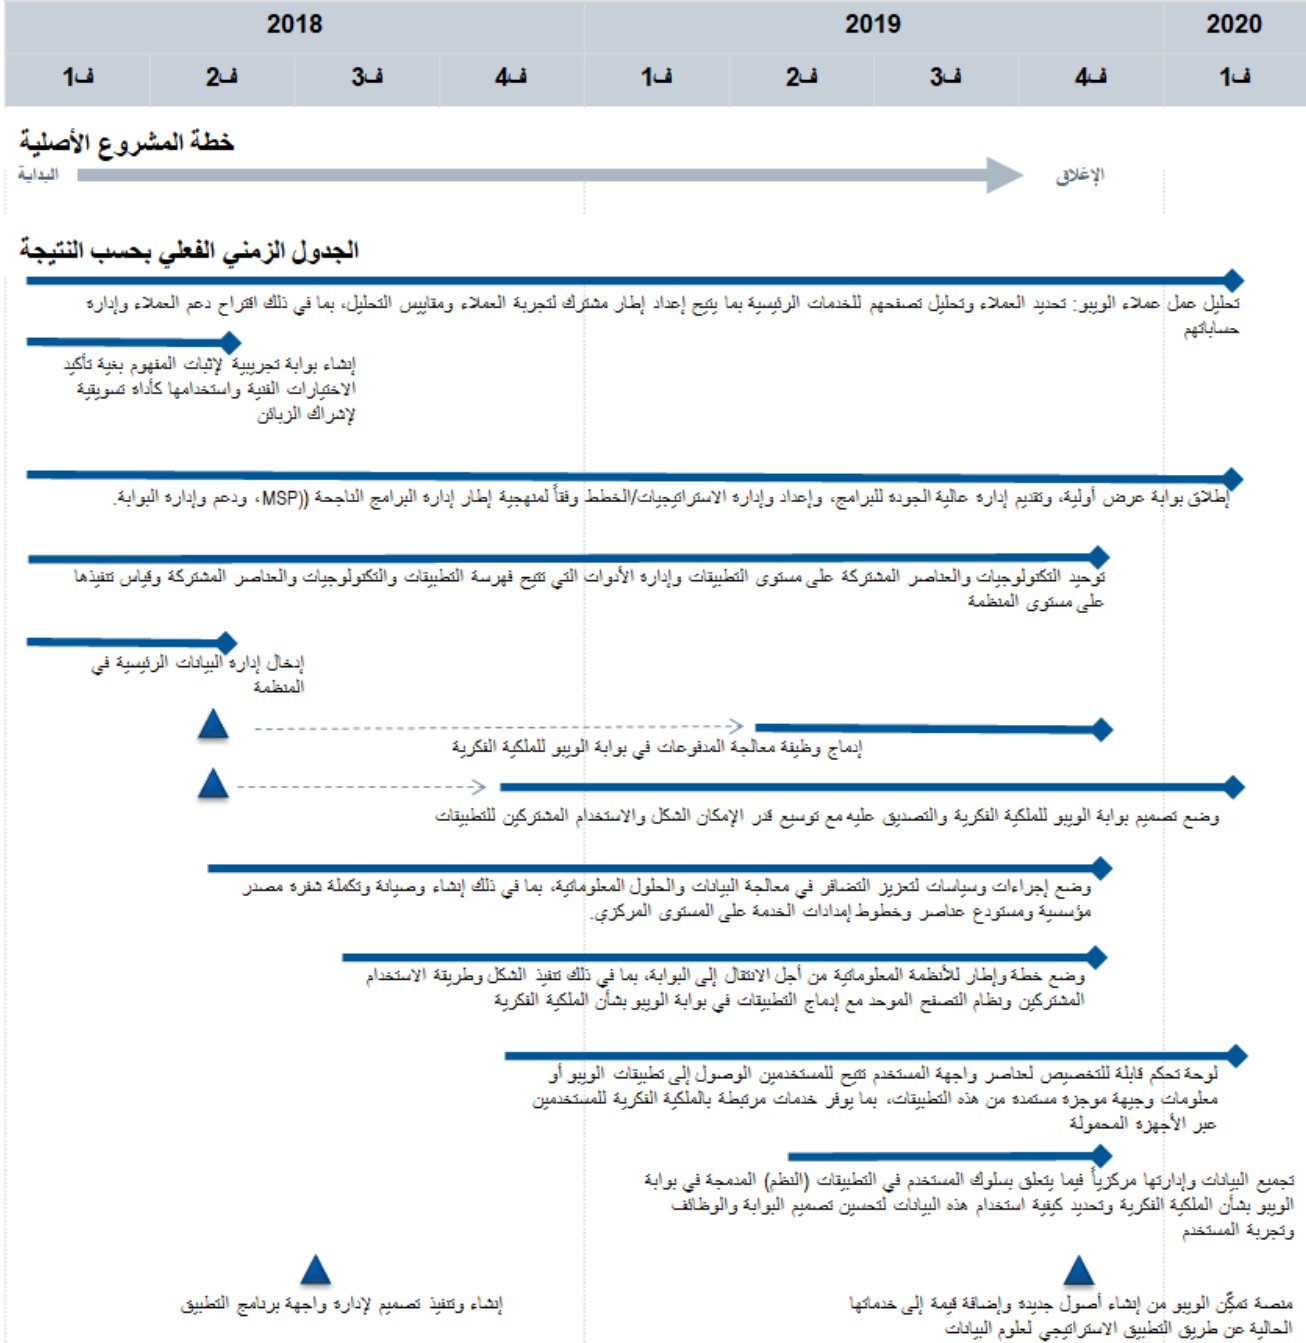 2018 2019 2020
ف1 ف2 ف3 ف4 ف1 ف2 ف3 ف4 ف1
خطة المشروع الأصلية
البداية
الإغلاق
الجدول الزمني الفعلي بحسب النتيجة
تحليل عمل عملاء الويبو: تحديد العملاء وتحليل تصفحهم للخدمات الرئيسية بما يتيح إعداد إطار مشترك لتجربة العملاء ومقاييس التحليل، بما في ذلك اقتراح دعم العملاء وإدارة
حساباتهم
إنشاء بوابة تجريبية لإثبات المفهوم بغية تأكيد
الاختيارات الفنية واستخدامها كأداة تسويقية
لإشراك الزبائن
إطلاق بوابة عرض أولية، وتقديم إدارة عالية الجودة للبرامج، وإعداد وإدارة الاستراتيجيات/الخطط وفقاً لمنهجية إطار إدارة البرامج الناجحة ((MSP، ودعم وإدارة البوابة.
توحيد التكنولوجيات والعناصر المشتركة على مستوى التطبيقات وإدارة الأدوات التي تتيح فهرسة التطبيقات والتكنولوجيات والعناصر المشتركة وقياس تنفيذها
على مستوى المنظمة
إدخال إدارة البيانات الرئيسية في
المنظمة
إدماج وظيفة معالجة المدفوعات في بوابة الويبو للملكية الفكرية
وضع تصميم بوابة الويبو للملكية الفكرية والتصديق عليه مع توسيع قدر الإمكان الشكل والاستخدام المشتركين للتطبيقات
وضع إجراءات وسياسات لتعزيز التضافر في معالجة البيانات والحلول المعلوماتية، بما في ذلك إنشاء وصيانة وتكملة شفرة مصدر
مؤسسية ومستودع عناصر وخطوط إمدادات الخدمة على المستوى المركزي.
وضع خطة وإطار للأنظمة المعلوماتية من أجل الانتقال إلى البوابة، بما في ذلك تنفيذ الشكل وطريقة الاستخدام
المشتركين ونظام التصفح الموحد مع إدماج التطبيقات في بوابة الويبو بشأن الملكية الفكرية
لوحة تحكم قابلة للتخصيص لعناصر واجهة المستخدم تتيح للمستخدمين الوصول إلى تطبيقات الويبو أو
معلومات وجيهة موجزة مستمدة من هذه التطبيقات، بما يوفر خدمات مرتبطة بالملكية الفكرية للمستخدمين
عبر الأجهزة المحمولة
تجميع البيانات وإدارتها مركزياً فيما يتعلق بسلوك المستخدم في التطبيقات (النظم) المدمجة في بوابة
الويبو بشأن الملكية الفكرية وتحديد كيفية استخدام هذه البيانات لتحسين تصميم البوابة والوظائف
وتجربة المستخدم
إنشاء وتنفيذ تصميم لإدارة واجهة برنامج التطبيق
منصة تمكِّن الويبو من إنشاء أصول جديدة وإضافة قيمة إلى خدماتها
الحالية عن طريق التطبيق الاستراتيجي لعلوم البيانات